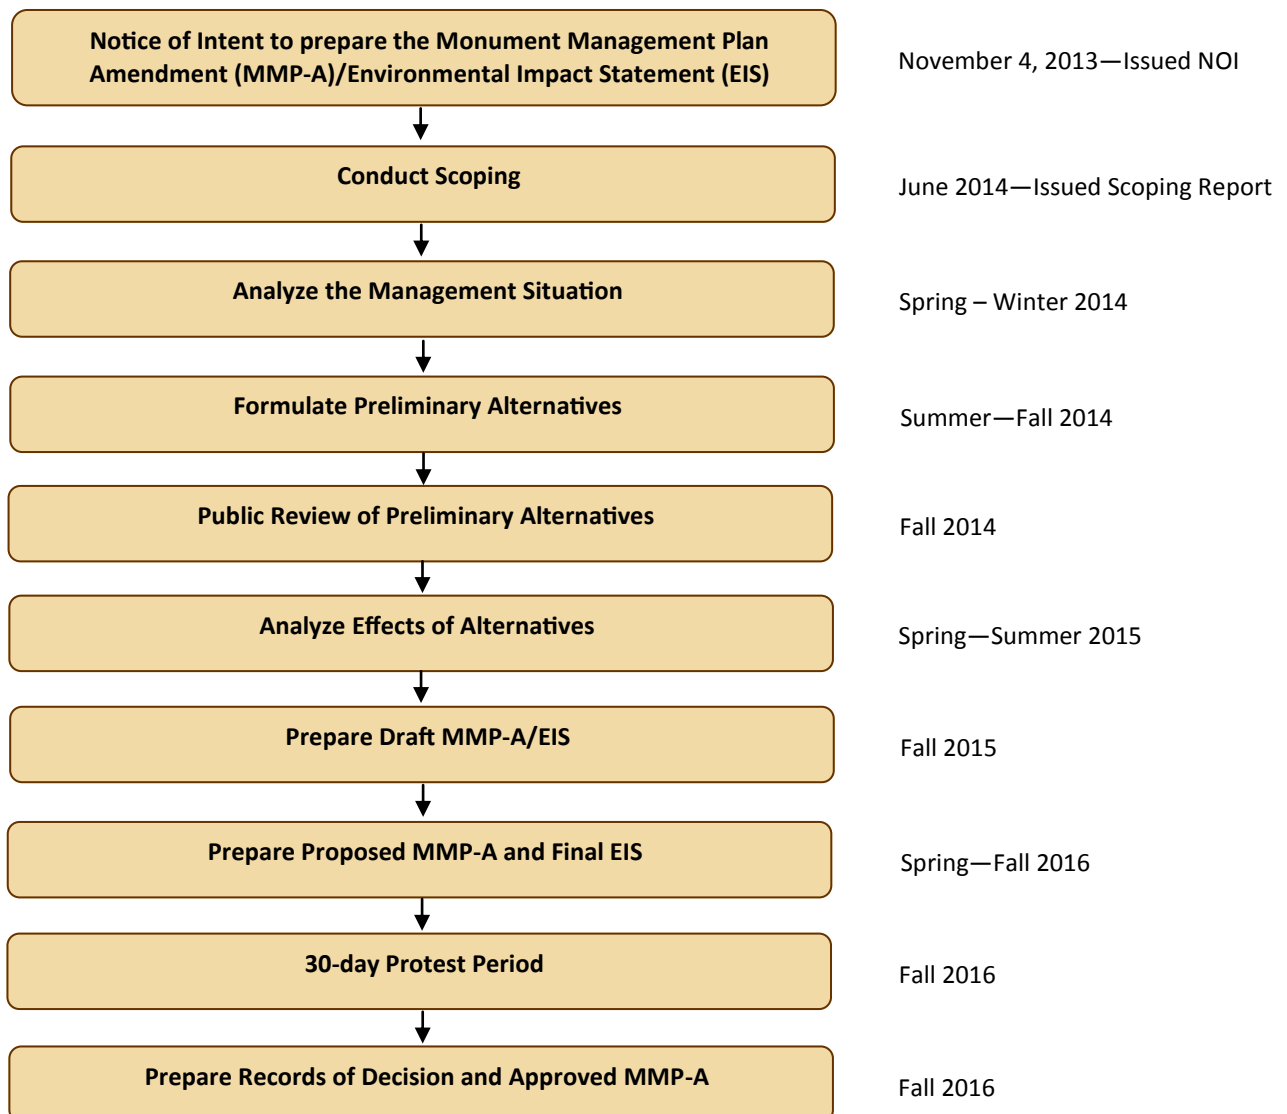 Notice of Intent to prepare the Monument Management Plan
Amendment (MMP-A)/Environmental Impact Statement (EIS)
November 4, 2013—Issued NOI
Conduct Scoping
June 2014—Issued Scoping Report
Analyze the Management Situation
Spring – Winter 2014
Formulate Preliminary Alternatives
Summer—Fall 2014
Public Review of Preliminary Alternatives
Fall 2014
Analyze Effects of Alternatives
Spring—Summer 2015
Prepare Draft MMP-A/EIS
Fall 2015
Prepare Proposed MMP-A and Final EIS
Spring—Fall 2016
30-day Protest Period
Fall 2016
Prepare Records of Decision and Approved MMP-A
Fall 2016